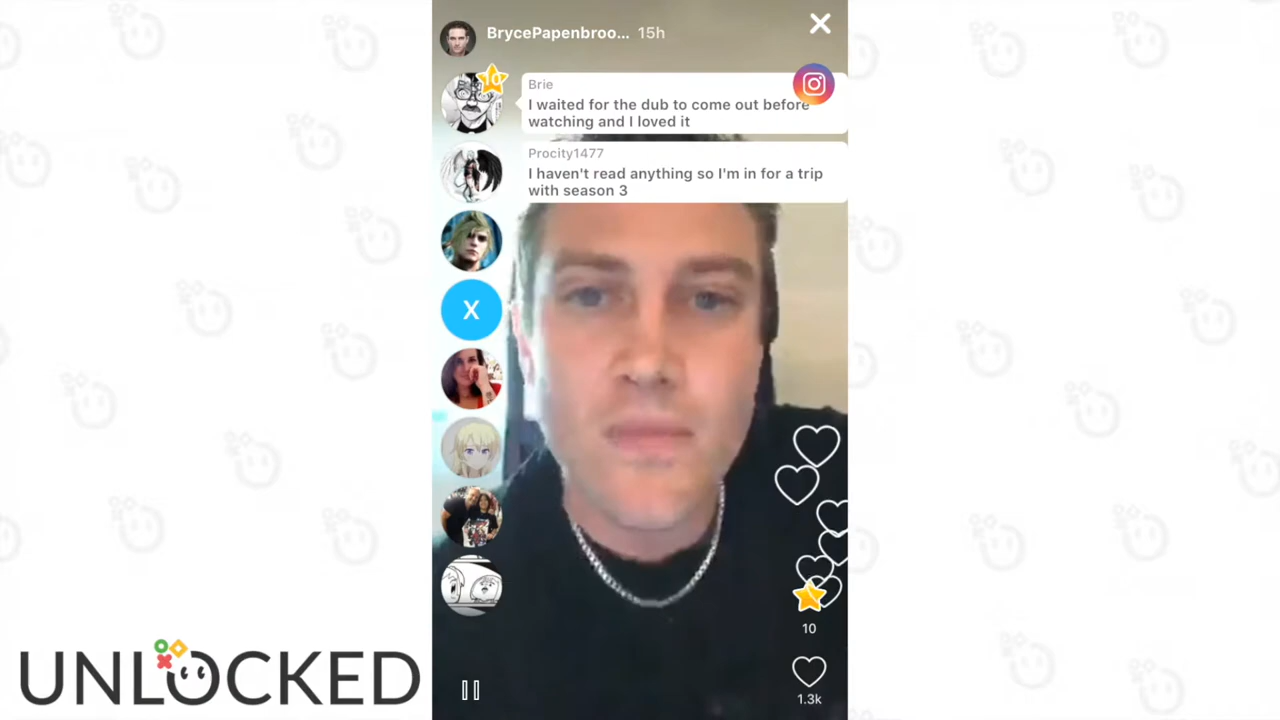 BrycePapenbroo... 15h
10
Brie
I waited for the dub to come out before
watching and I loved it
Procity1477
I haven't read anything so I'm in for a trip
with season 3
X
10
1.3k
UNLOCKED